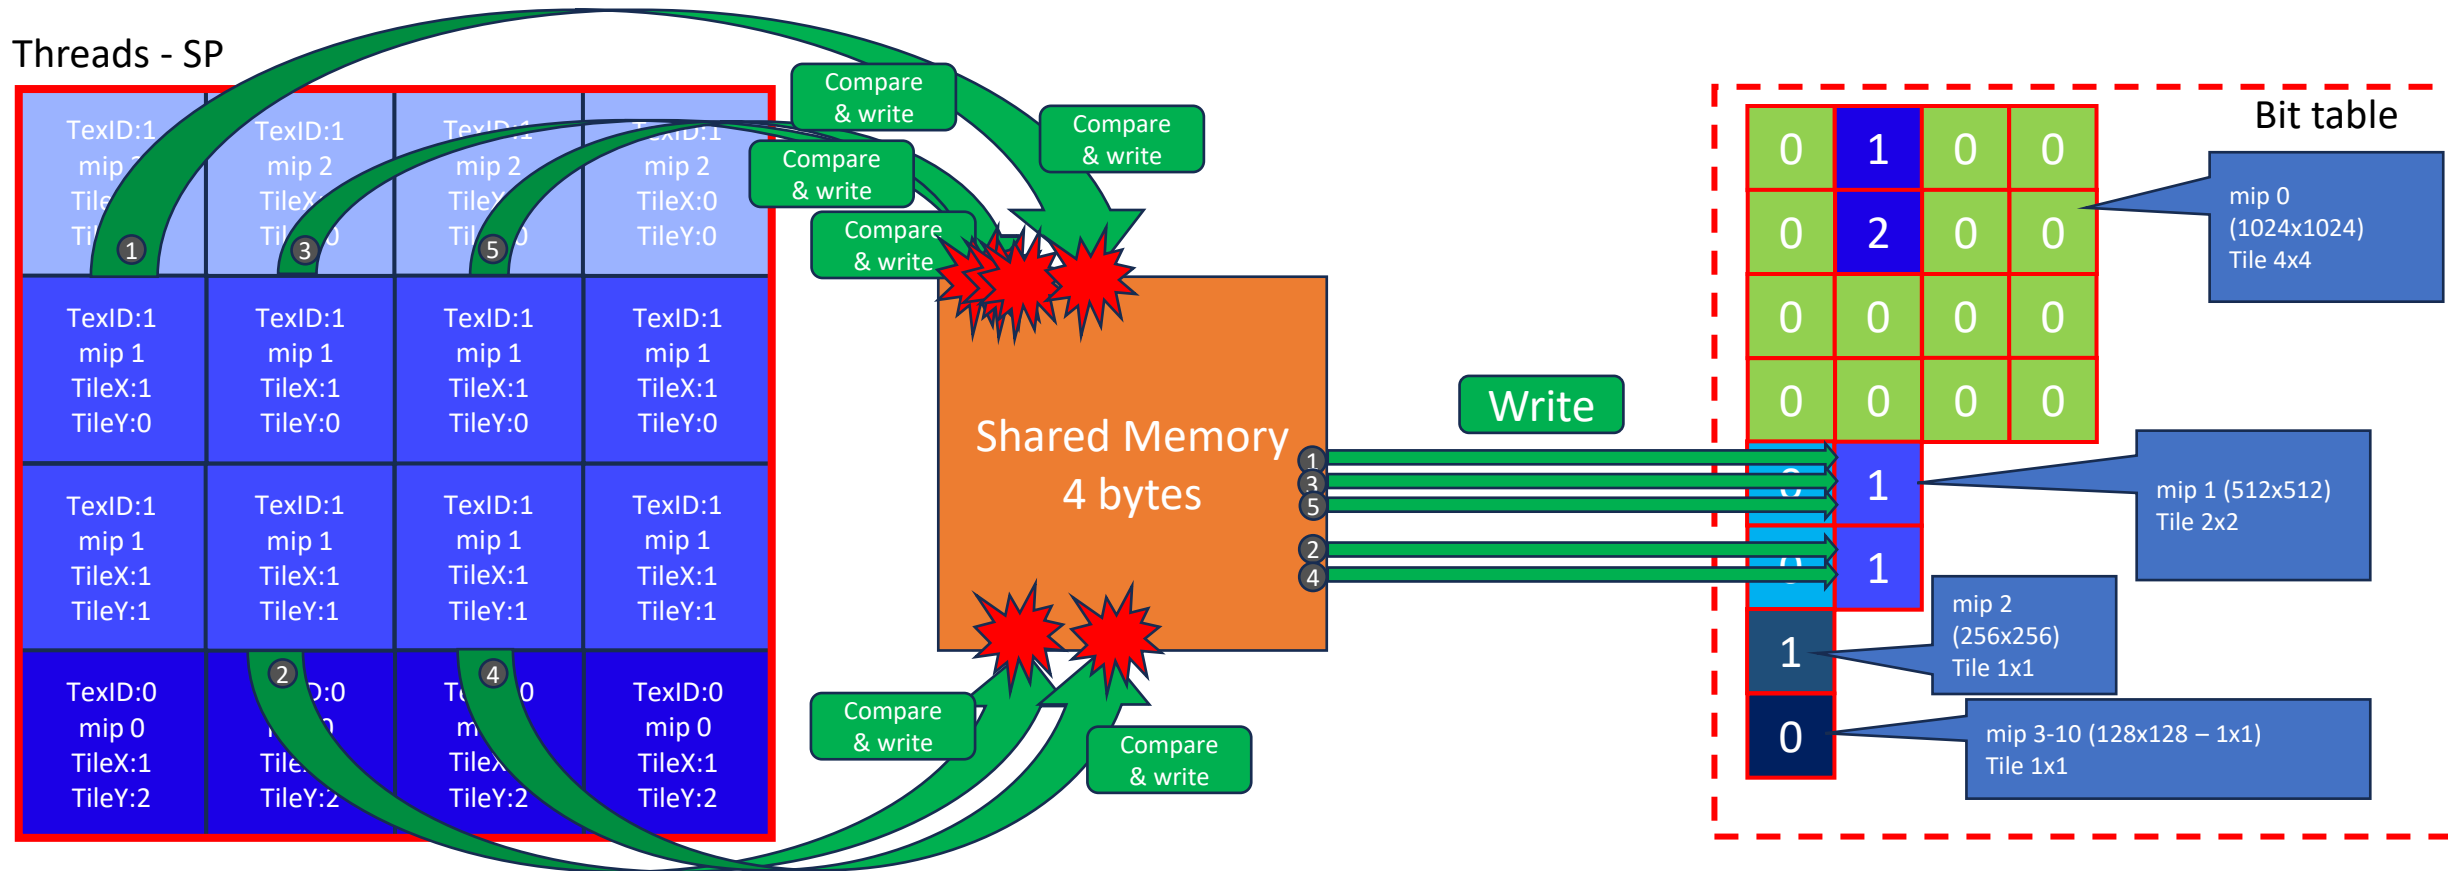 Threads - SP
TexID:1
mip 2
TexID:1
mip 2
TexID:1
mip 2
TexID:1
mip 2
TileX:0
TileY:0
1
3
5
TexID:1
mip 1
TileX:1
TileY:0
TexID:1
mip 1
TileX:1
TileY:0
TexID:1
mip 1
TileX:1
TileY:0
TexID:1
mip 1
TileX:1
TileY:0
TexID:1
mip 1
TileX:1
TileY:1
TexID:1
mip 1
TileX:1
TileY:1
TexID:1
mip 1
TileX:1
TileY:1
TexID:1
mip 1
TileX:1
TileY:1
2
4
TexID:0
mip 0
TileX:1
TileY:2
TileY:2
TileY:2
TexID:0
mip 0
TileX:1
TileY:2
Compare
& write
Compare
& write
Compare
& write
Compare
& write
Shared Memory
4 bytes
1
3
5
2
4
Compare
& write
Compare
& write
Write
Bit table
0 1 0 0
0 2 0 0
0 0 0 0
0 0 0 0
0 1
0 1
1
0
mip 0
(1024x1024)
Tile 4x4
mip 1 (512x512)
Tile 2x2
mip 2
(256x256)
Tile 1x1
mip 3-10 (128x128 – 1x1)
Tile 1x1